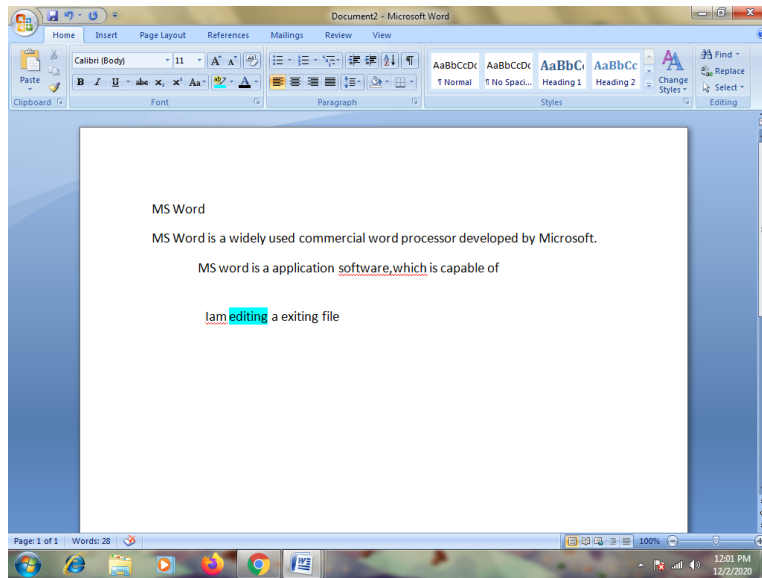 Document2 - Microsoft Word
Home Insert Page Layout References Mailings Review View
Paste
Clipboard
Calibri (Body) 11
B I U abe x, x' Aa A
Font
Paragraph
AaBbCcDc AaBbCcDc AaBbC AaBbCc
¶ Normal ¶ No Spaci... Heading 1 Heading 2
Change Styles
Styles
Find
Replace
Select
Editing
MS Word
MS Word is a widely used commercial word processor developed by Microsoft.
MS word is a application software,which is capable of
Iam editing a exiting file
Page: 1 of 1 Words: 28 100%
12:01 PM
12/2/2020